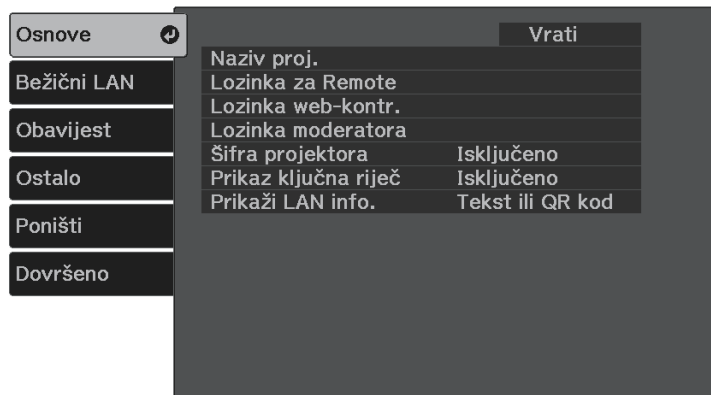 Osnove
Bežični LAN
Obavijest
Ostalo
Poništi
Dovršeno
Vrati
Naziv proj.
Lozinka za Remote
Lozinka web-kontr.
Lozinka moderatora
Šifra projektora Isključeno
Prikaz ključna riječ Isključeno
Prikaži LAN info. Tekst ili QR kod